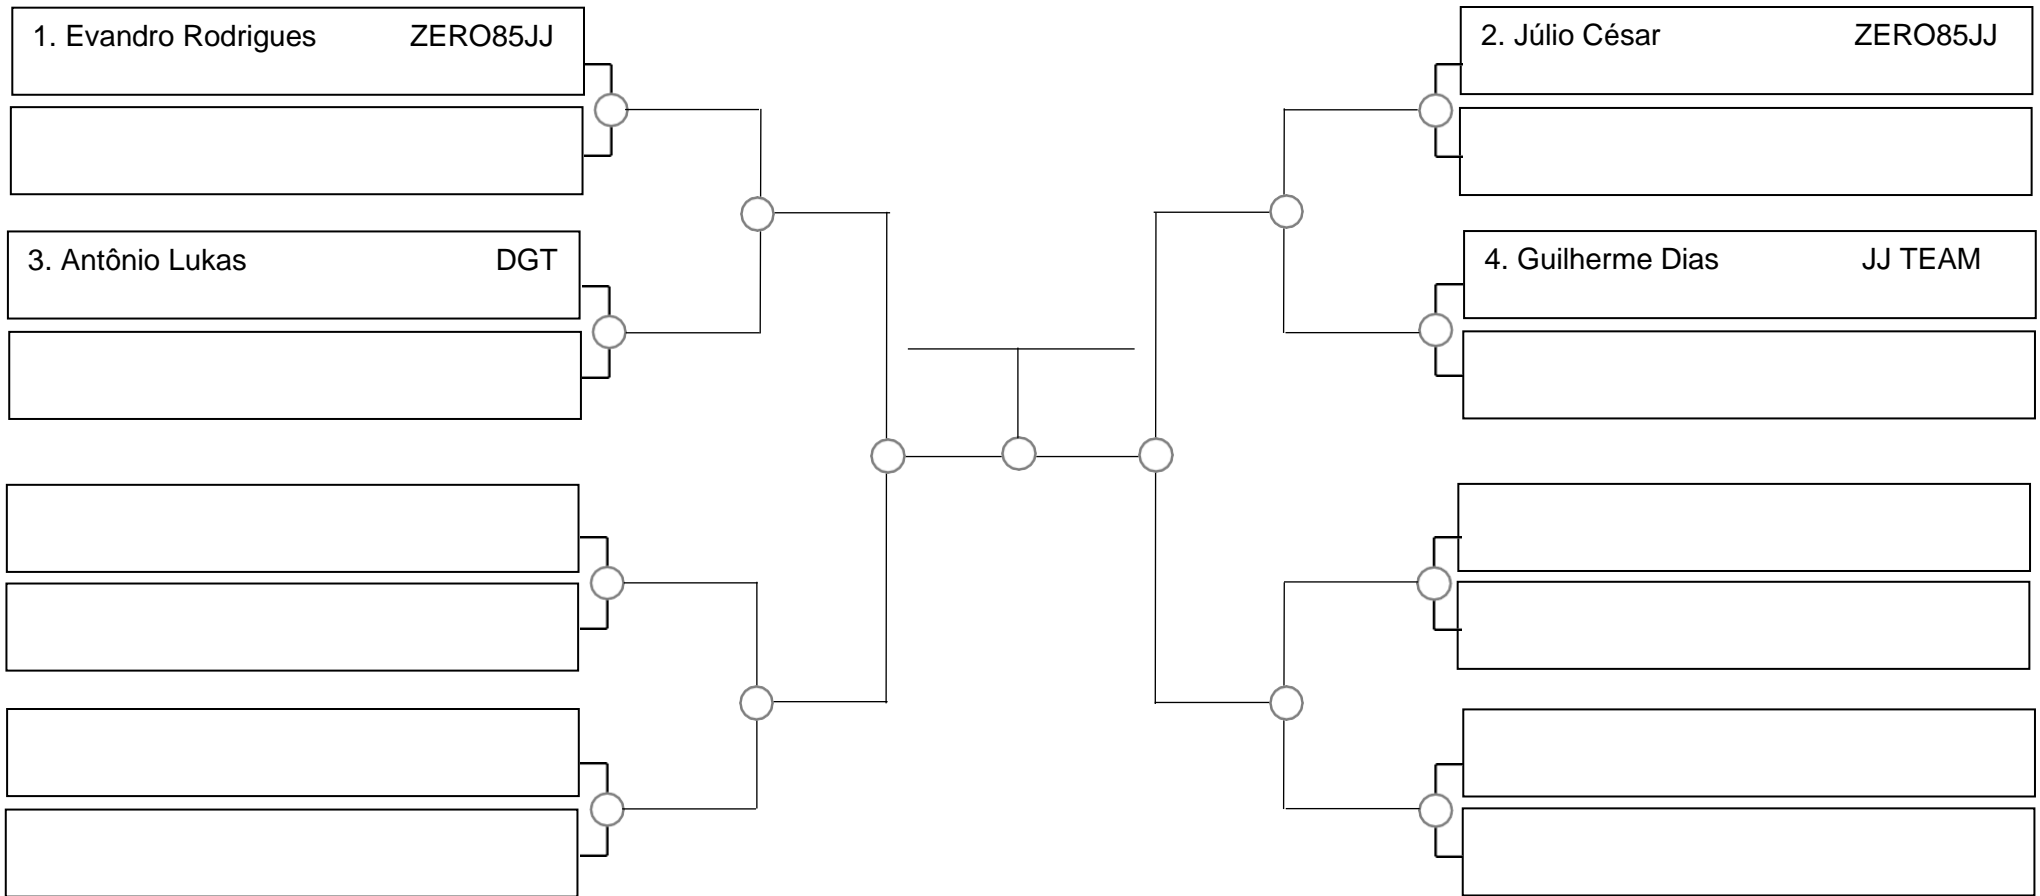 1. Evandro Rodrigues ZERO85JJ
2. Júlio César ZERO85JJ
3. Antônio Lukas DGT
4. Guilherme Dias JJ TEAM